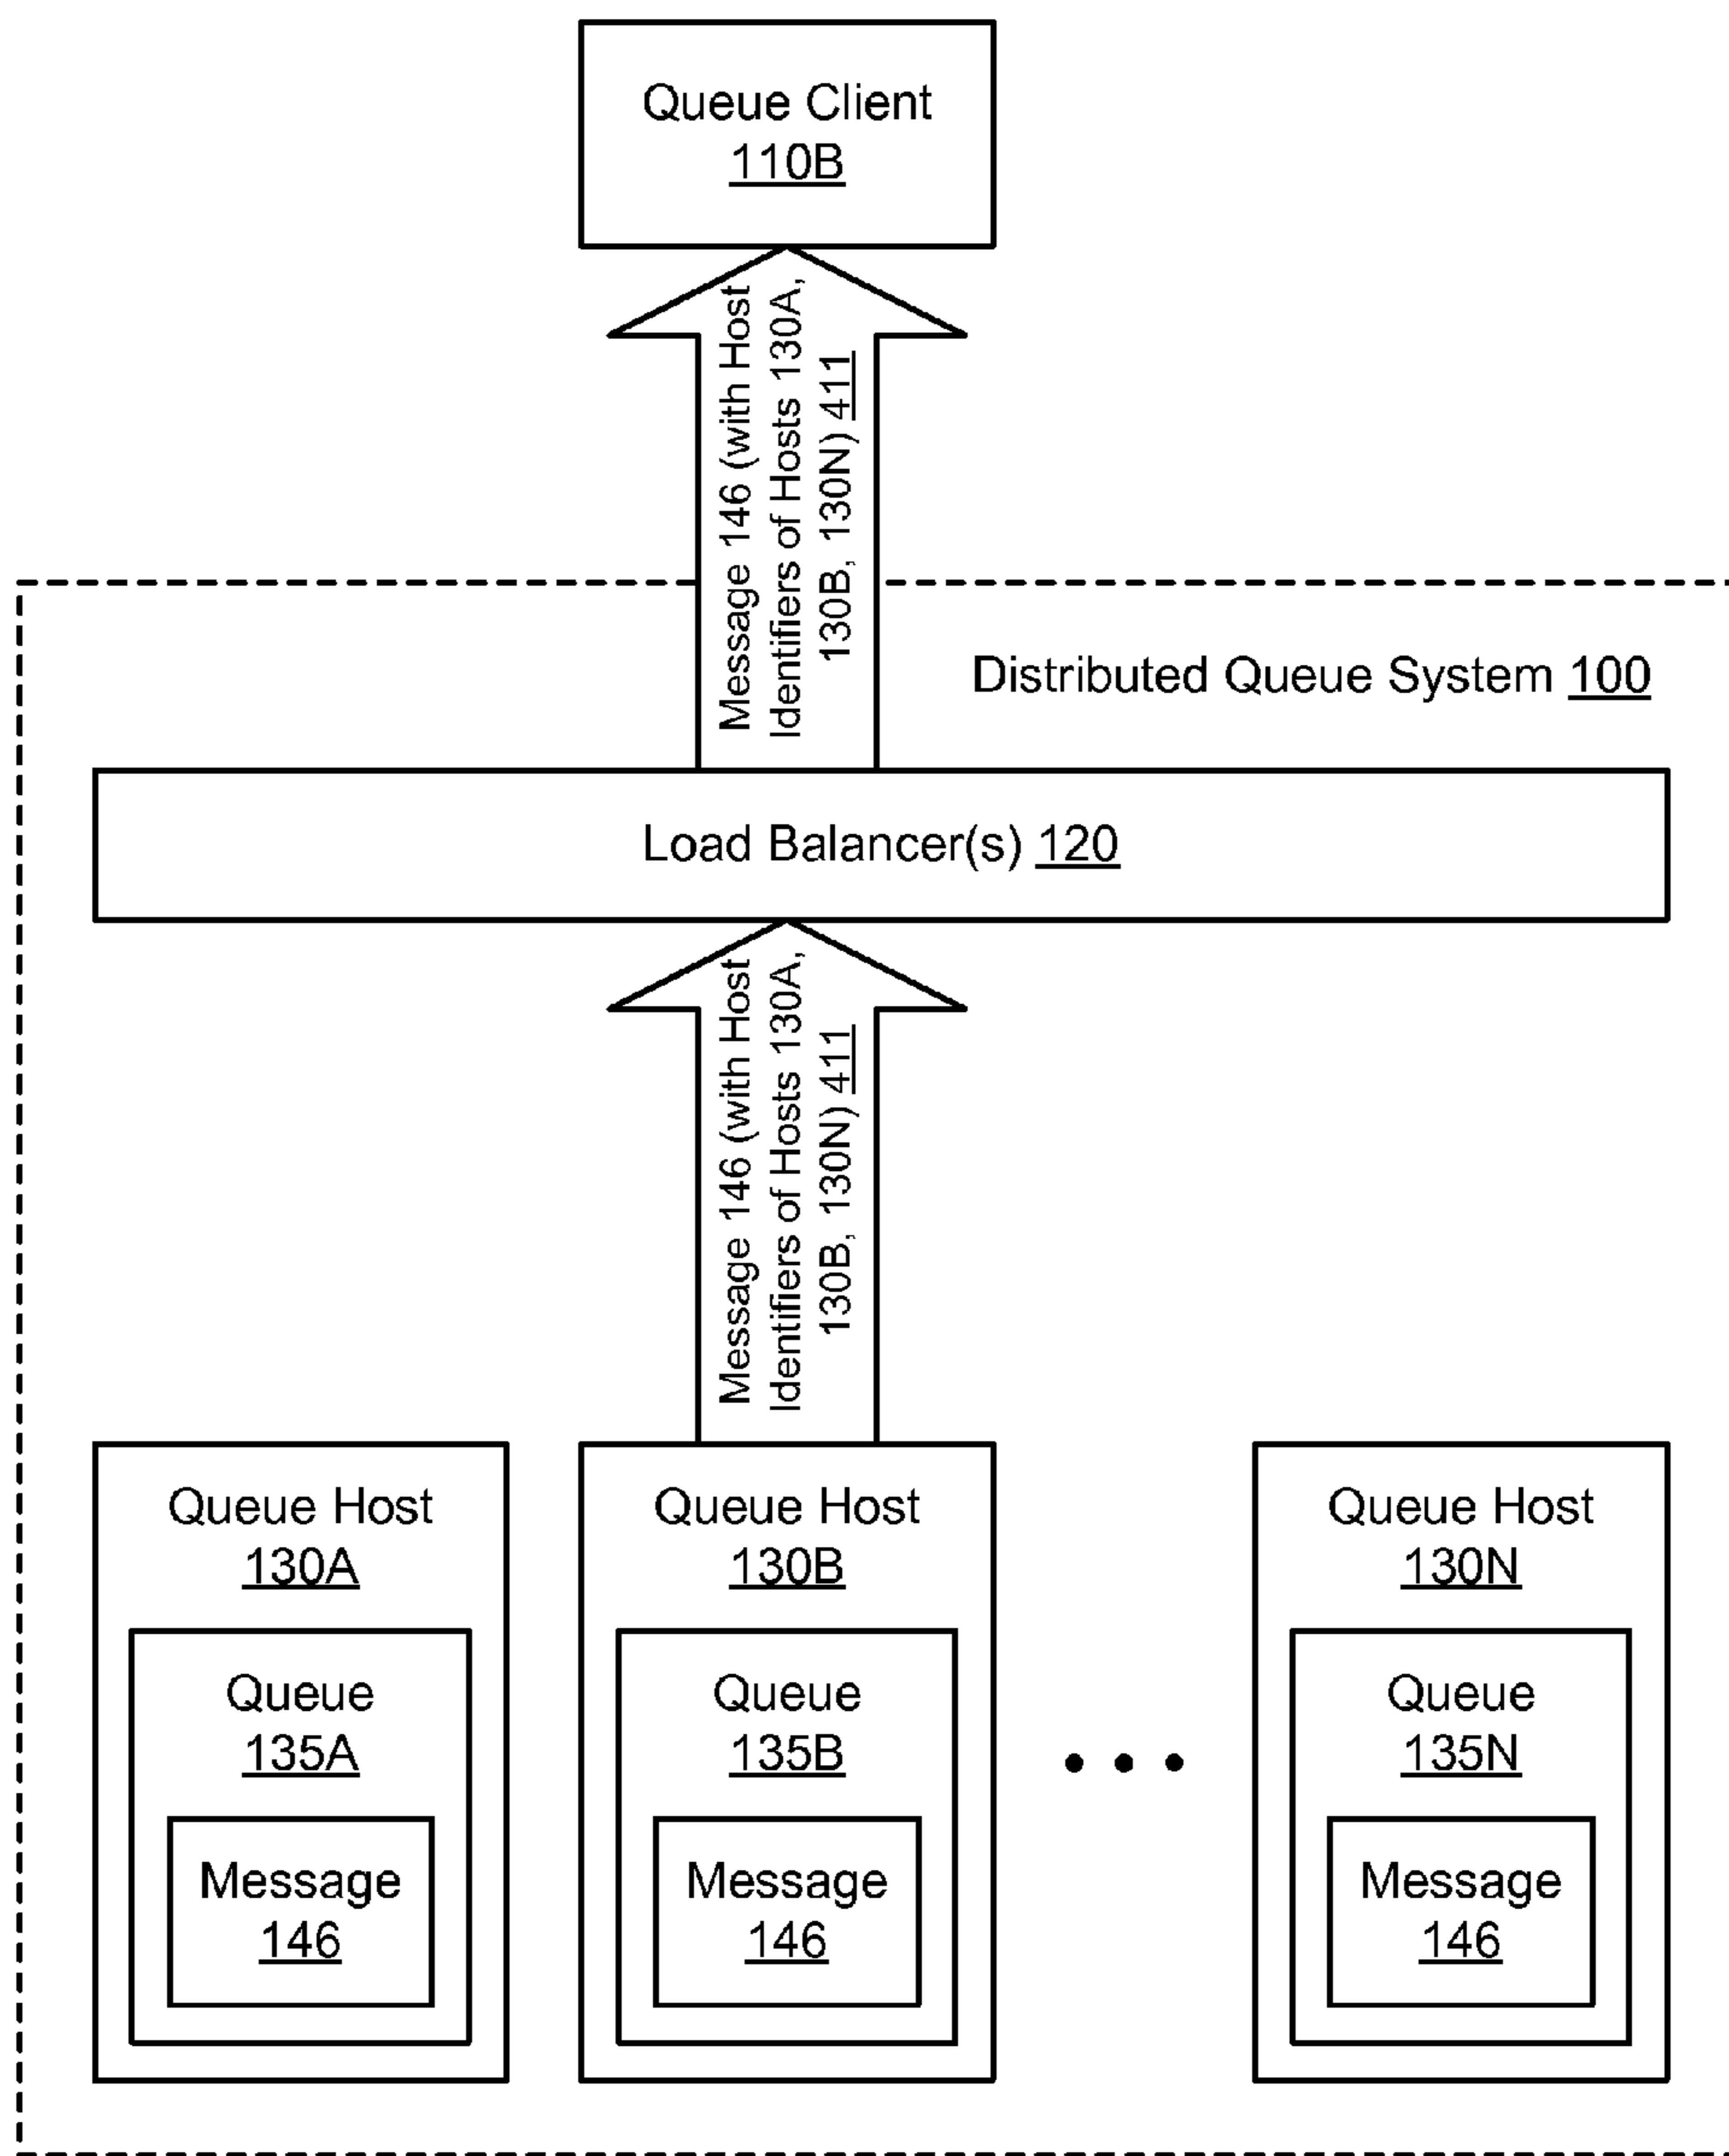 Queue Client
110B
Message 146 (with Host
Identifiers of Hosts 130A,
130B, 130N) 411
Distributed Queue System 100
Load Balancer(s) 120
Message 146 (with Host
Identifiers of Hosts 130A,
130B, 130N) 411
Queue Host
130A
Queue
135A
Message
146
Queue Host
130B
Queue
135B
Message
146
Queue Host
130N
Queue
135N
Message
146